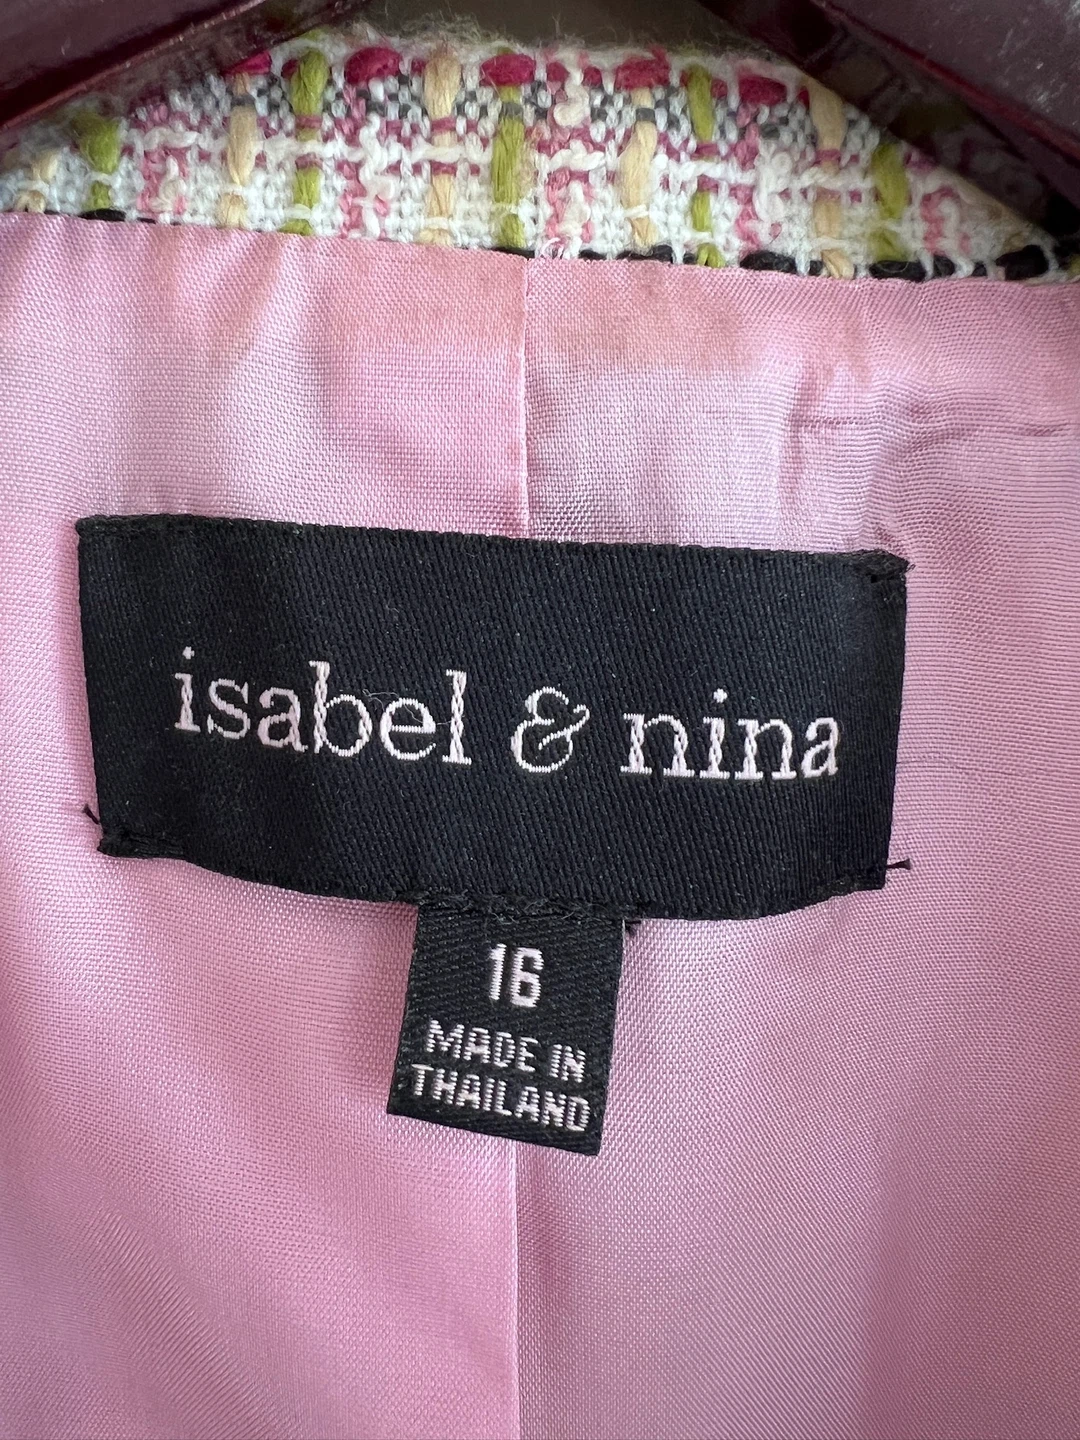 isabel & nina
16
MADE IN
THAILAND